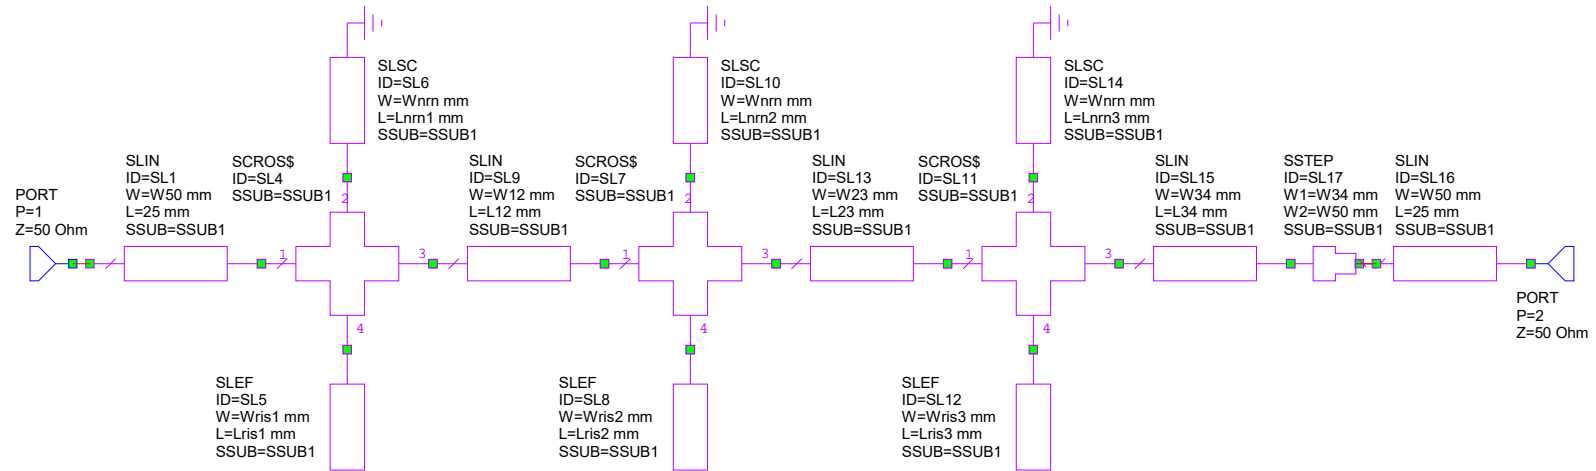 SLSC
ID=SL6
W=Wnrn mm
L=Lnrn1 mm
SSUB=SSUB1
SLSC
ID=SL10
W=Wnrn mm
L=Lnrn2 mm
SSUB=SSUB1
SLSC
ID=SL14
W=Wnrn mm
L=Lnrn3 mm
SSUB=SSUB1
PORT
P=1
Z=50 Ohm
SLIN
ID=SL1
W=W50 mm
L=25 mm
SSUB=SSUB1
SCROS$
ID=SL4
SSUB=SSUB1
1
2
3
4
SLIN
ID=SL9
W=W12 mm
L=L12 mm
SSUB=SSUB1
SCROS$
ID=SL7
SSUB=SSUB1
1
2
3
4
SLIN
ID=SL13
W=W23 mm
L=L23 mm
SSUB=SSUB1
SCROS$
ID=SL11
SSUB=SSUB1
1
2
3
4
SLIN
ID=SL15
W=W34 mm
L=L34 mm
SSUB=SSUB1
SSTEP
ID=SL17
W1=W34 mm
W2=W50 mm
SSUB=SSUB1
SLIN
ID=SL16
W=W50 mm
L=25 mm
SSUB=SSUB1
PORT
P=2
Z=50 Ohm
SLEF
ID=SL5
W=Wris1 mm
L=Lris1 mm
SSUB=SSUB1
SLEF
ID=SL8
W=Wris2 mm
L=Lris2 mm
SSUB=SSUB1
SLEF
ID=SL12
W=Wris3 mm
L=Lris3 mm
SSUB=SSUB1